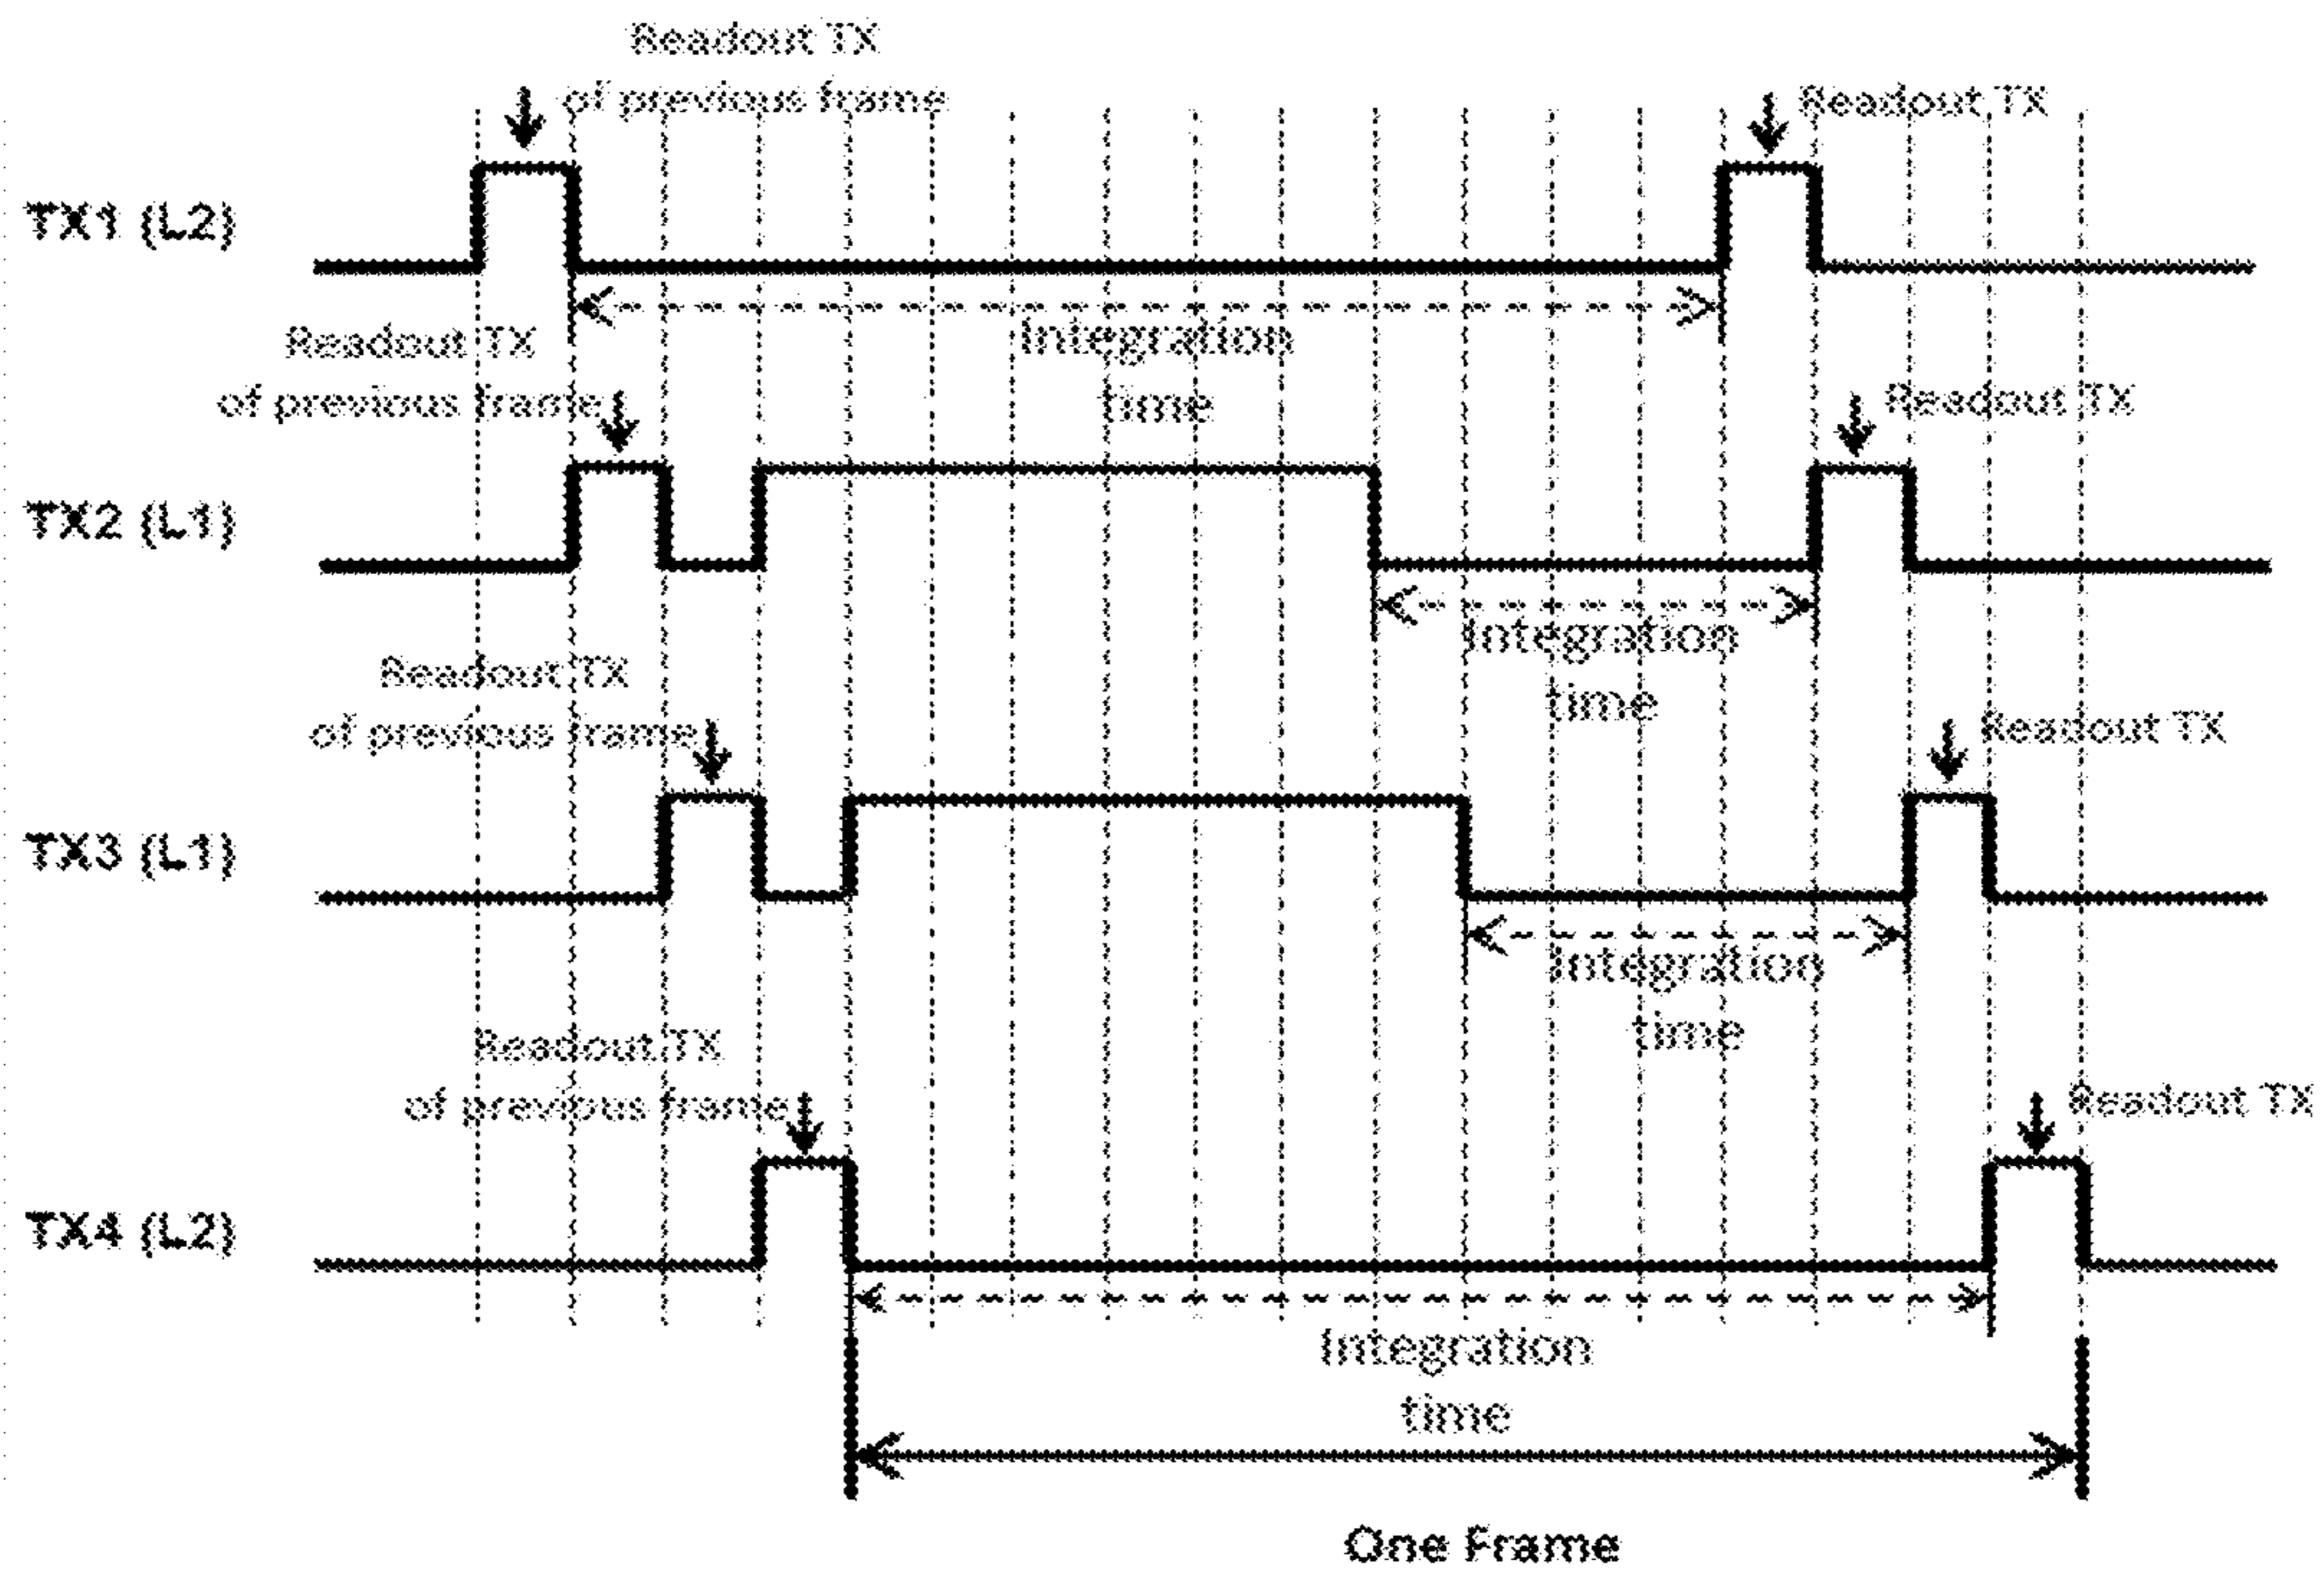 Readout TX
of previous frame
Readout TX
TX1 (L2)
Integration
time
Readout TX
of previous frame
Readout TX
TX2 (L1)
Integration
time
Readout TX
of previous frame
Readout TX
TX3 (L1)
Integration
time
Readout TX
of previous frame
Readout TX
TX4 (L2)
Integration
time
One Frame